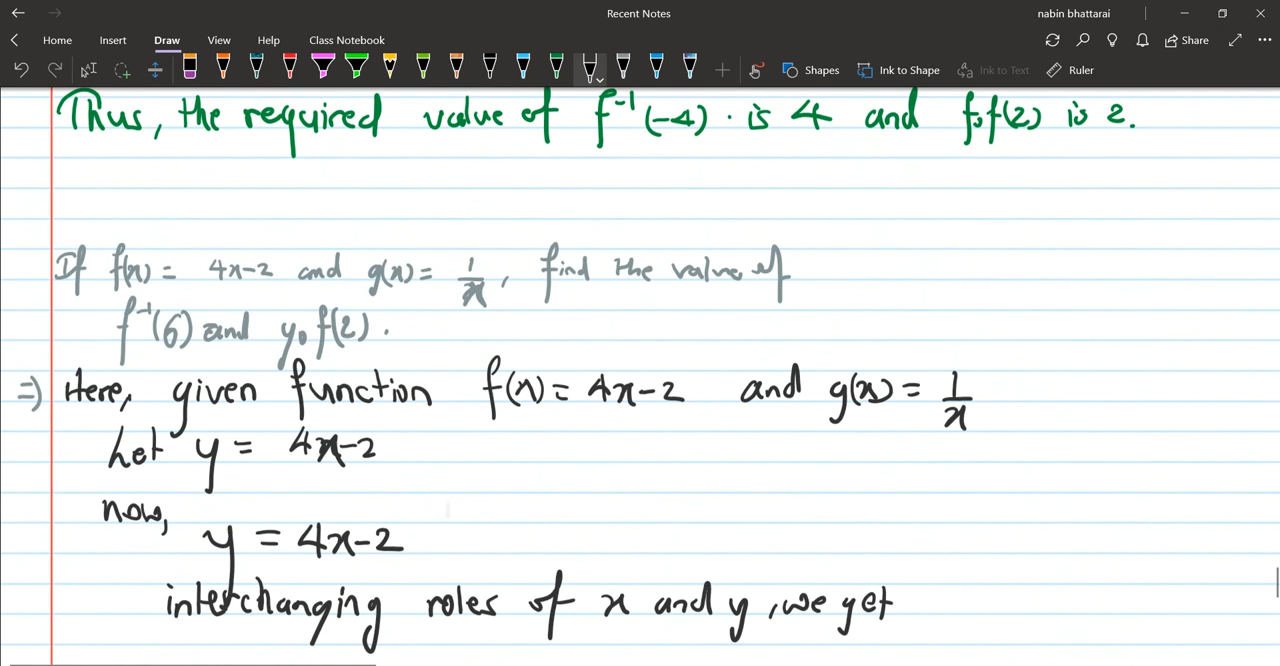 Recent Notes
nabin bhattarai
Home Insert Draw View Help Class Notebook
Share
Shapes Ink to Shape Ink to Text Ruler
Thus, the required value of f⁻¹(-4). is 4 and f₀f(2) is 2.
If f(x) = 4x-2 and g(x) = 1/x, find the value of
f⁻¹(6) and y₀f(2).
=) Here, given function f(x) = 4x-2 and g(x) = 1/x
Let y = 4x-2
now,
y = 4x-2
interchanging roles of x and y, we get